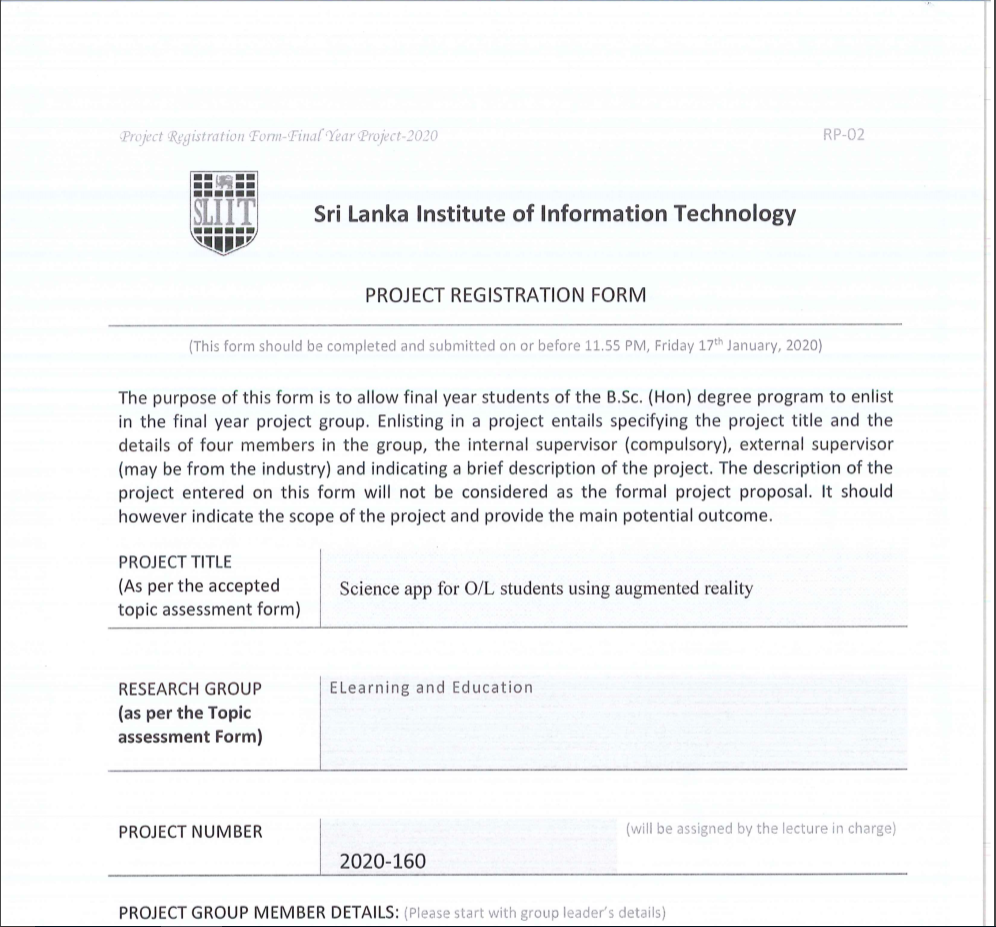 Project Registration Form-Final Year Project-2020
RP-02
SLIIT
Sri Lanka Institute of Information Technology
PROJECT REGISTRATION FORM
(This form should be completed and submitted on or before 11.55 PM, Friday 17th January, 2020)
The purpose of this form is to allow final year students of the B.Sc. (Hon) degree program to enlist
in the final year project group. Enlisting in a project entails specifying the project title and the
details of four members in the group, the internal supervisor (compulsory), external supervisor
(may be from the industry) and indicating a brief description of the project. The description of the
project entered on this form will not be considered as the formal project proposal. It should
however indicate the scope of the project and provide the main potential outcome.
PROJECT TITLE
(As per the accepted
topic assessment form)
Science app for O/L students using augmented reality
RESEARCH GROUP
(as per the Topic
assessment Form)
ELearning and Education
PROJECT NUMBER
(will be assigned by the lecture in charge)
2020-160
PROJECT GROUP MEMBER DETAILS: (Please start with group leader's details)